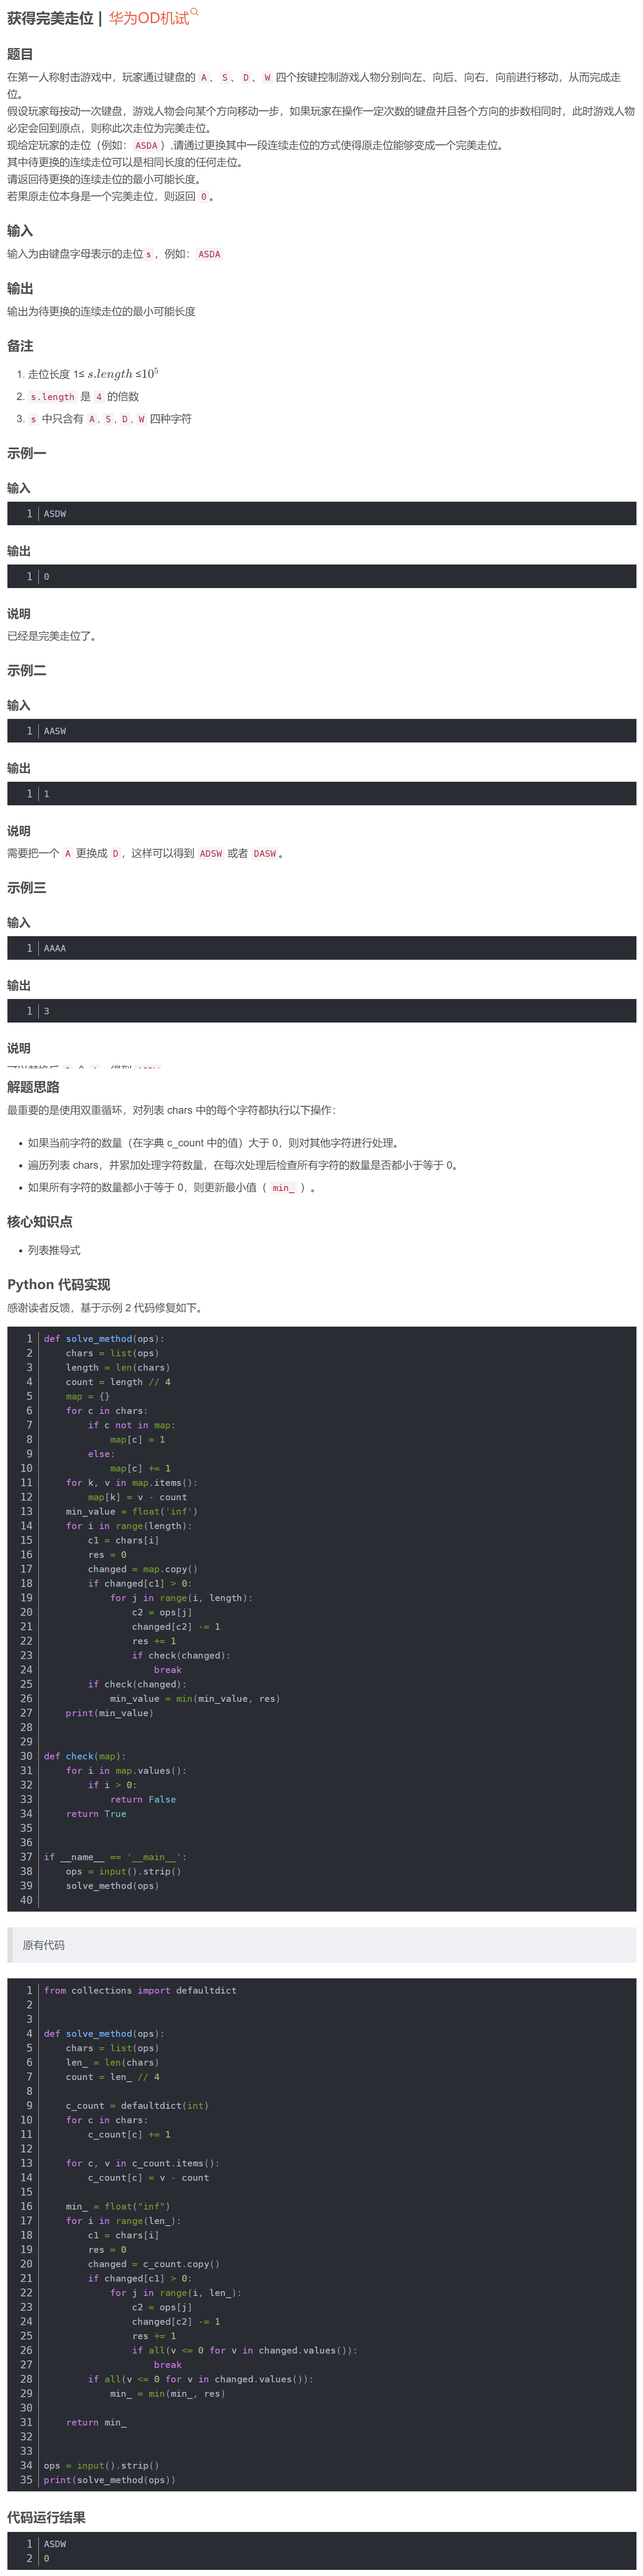 获得完美走位 | 华为OD机试
题目
在第一人称射击游戏中，玩家通过键盘的 A 、 S 、 D 、 W 四个按键控制游戏人物分别向左、向后、向右、向前进行移动，从而完成走
位。
假设玩家每按动一次键盘，游戏人物会向某个方向移动一步，如果玩家在操作一定次数的键盘并且各个方向的步数相同时，此时游戏人物
必定会回到原点，则称此次走位为完美走位。
现给定玩家的走位（例如： ASDA ）,请通过更换其中一段连续走位的方式使得原走位能够变成一个完美走位。
其中待更换的连续走位可以是相同长度的任何走位。
请返回待更换的连续走位的最小可能长度。
若果原走位本身是一个完美走位，则返回 0 。
输入
输入为由键盘字母表示的走位 s ，例如： ASDA
输出
输出为待更换的连续走位的最小可能长度
备注
1. 走位长度 1≤ s.length ≤10⁵
2. s.length 是 4 的倍数
3. s 中只含有 A , S , D , W 四种字符
示例一
输入
1 ASDW
输出
1 0
说明
已经是完美走位了。
示例二
输入
1 AASW
输出
1 1
说明
需要把一个 A 更换成 D ，这样可以得到 ADSW 或者 DASW 。
示例三
输入
1 AAAA
输出
1 3
说明
解题思路
最重要的是使用双重循环，对列表 chars 中的每个字符都执行以下操作：
• 如果当前字符的数量（在字典 c_count 中的值）大于 0，则对其他字符进行处理。
• 遍历列表 chars，并累加处理字符数量，在每次处理后检查所有字符的数量是否都小于等于 0。
• 如果所有字符的数量都小于等于 0，则更新最小值（ min_ ）。
核心知识点
• 列表推导式
Python 代码实现
感谢读者反馈，基于示例 2 代码修复如下。
1 def solve_method(ops):
2     chars = list(ops)
3     length = len(chars)
4     count = length // 4
5     map = {}
6     for c in chars:
7         if c not in map:
8             map[c] = 1
9         else:
10             map[c] += 1
11     for k, v in map.items():
12         map[k] = v - count
13     min_value = float('inf')
14     for i in range(length):
15         c1 = chars[i]
16         res = 0
17         changed = map.copy()
18         if changed[c1] > 0:
19             for j in range(i, length):
20                 c2 = ops[j]
21                 changed[c2] -= 1
22                 res += 1
23                 if check(changed):
24                     break
25         if check(changed):
26             min_value = min(min_value, res)
27     print(min_value)
28
29
30 def check(map):
31     for i in map.values():
32         if i > 0:
33             return False
34     return True
35
36
37 if __name__ == '__main__':
38     ops = input().strip()
39     solve_method(ops)
40
原有代码
1 from collections import defaultdict
2
3
4 def solve_method(ops):
5     chars = list(ops)
6     len_ = len(chars)
7     count = len_ // 4
8
9     c_count = defaultdict(int)
10     for c in chars:
11         c_count[c] += 1
12
13     for c, v in c_count.items():
14         c_count[c] = v - count
15
16     min_ = float("inf")
17     for i in range(len_):
18         c1 = chars[i]
19         res = 0
20         changed = c_count.copy()
21         if changed[c1] > 0:
22             for j in range(i, len_):
23                 c2 = ops[j]
24                 changed[c2] -= 1
25                 res += 1
26                 if all(v <= 0 for v in changed.values()):
27                     break
28         if all(v <= 0 for v in changed.values()):
29             min_ = min(min_, res)
30
31     return min_
32
33
34 ops = input().strip()
35 print(solve_method(ops))
代码运行结果
1 ASDW
2 0